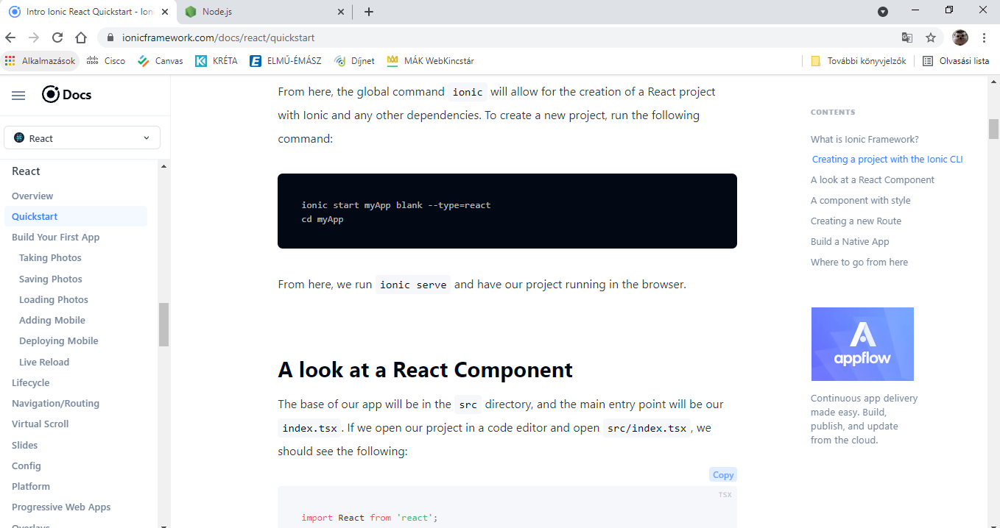 Intro Ionic React Quickstart - Ion
Node.js
ionicframework.com/docs/react/quickstart
Alkalmazások
Cisco
Canvas
KRÉTA
ELMŰ-ÉMÁSZ
Díjnet
MÁK WebKincstár
További könyvjelzők
Olvasási lista
Docs
React
React
Overview
Quickstart
Build Your First App
Taking Photos
Saving Photos
Loading Photos
Adding Mobile
Deploying Mobile
Live Reload
Lifecycle
Navigation/Routing
Virtual Scroll
Slides
Config
Platform
Progressive Web Apps
Overlays
From here, the global command ionic will allow for the creation of a React project
with Ionic and any other dependencies. To create a new project, run the following
command:
ionic start myApp blank --type=react
cd myApp
From here, we run ionic serve and have our project running in the browser.
A look at a React Component
The base of our app will be in the src directory, and the main entry point will be our
index.tsx. If we open our project in a code editor and open src/index.tsx, we
should see the following:
Copy
TSX
import React from 'react';
CONTENTS
What is Ionic Framework?
Creating a project with the Ionic CLI
A look at a React Component
A component with style
Creating a new Route
Build a Native App
Where to go from here
appflow
Continuous app delivery
made easy. Build,
publish, and update
from the cloud.